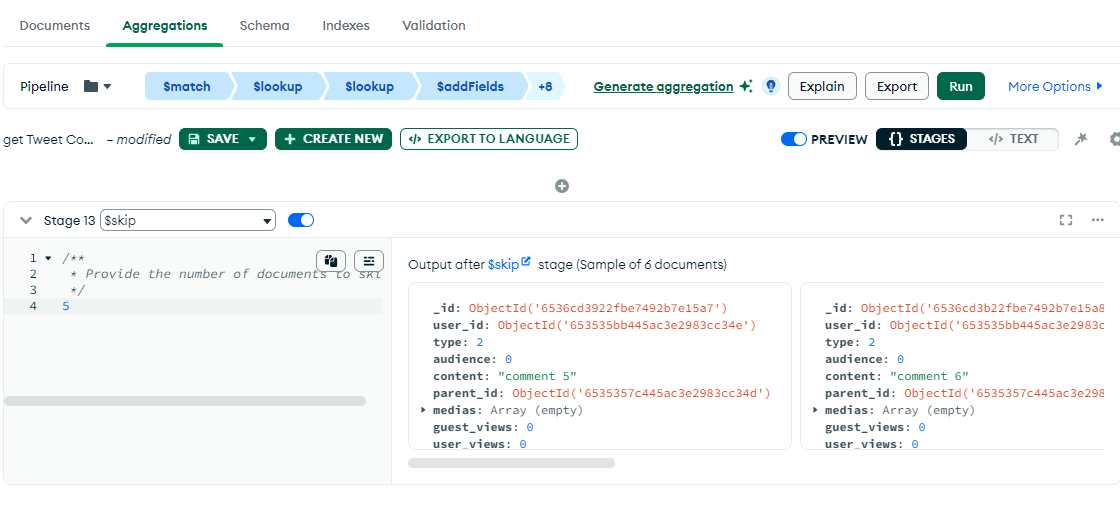 Documents Aggregations Schema Indexes Validation
Pipeline $match $lookup $lookup $addFields +8 Generate aggregation Explain Export Run More Options
get Tweet Co... – modified SAVE CREATE NEW </> EXPORT TO LANGUAGE PREVIEW {} STAGES </> TEXT
Stage 13 $skip
1 /**
2 * Provide the number of documents to ski
3 */
4 5
Output after $skip stage (Sample of 6 documents)
_id: ObjectId('6536cd3922fbe7492b7e15a7')
user_id: ObjectId('653535bb445ac3e2983cc34e')
type: 2
audience: 0
content: "comment 5"
parent_id: ObjectId('6535357c445ac3e2983cc34d')
medias: Array (empty)
guest_views: 0
user_views: 0
_id: ObjectId('6536cd3b22fbe7492b7e15a8
user_id: ObjectId('653535bb445ac3e2983c
type: 2
audience: 0
content: "comment 6"
parent_id: ObjectId('6535357c445ac3e298
medias: Array (empty)
guest_views: 0
user_views: 0